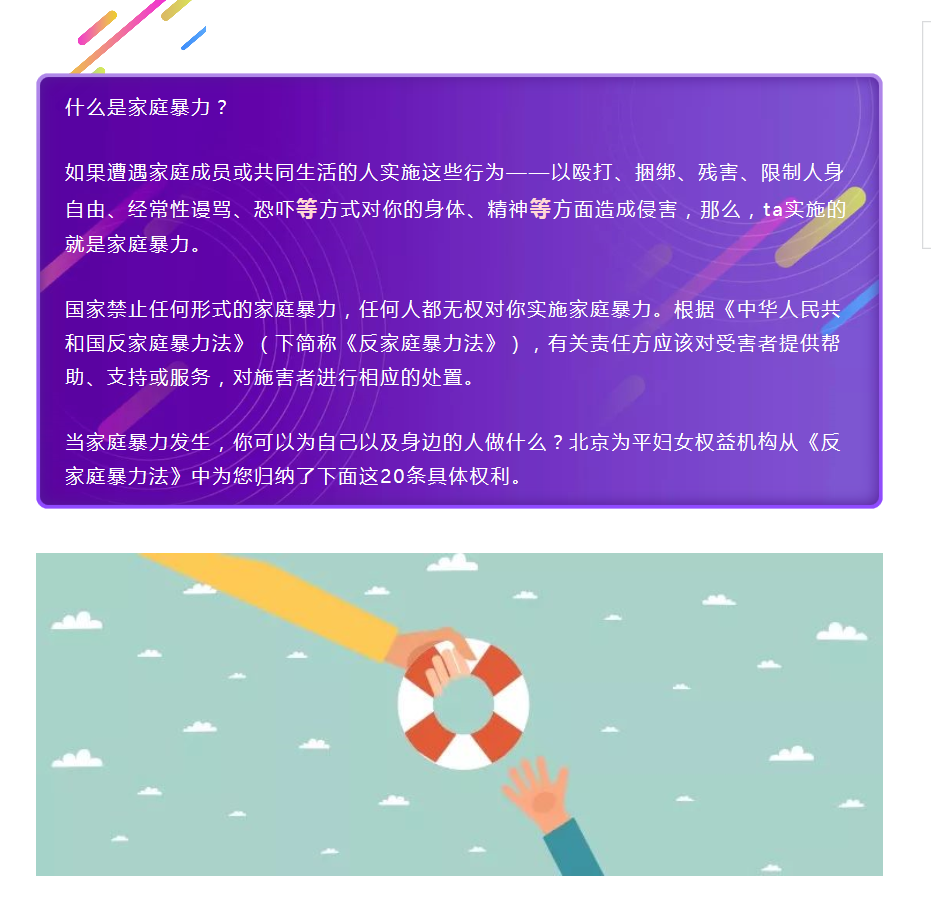 什么是家庭暴力？
如果遭遇家庭成员或共同生活的人实施这些行为——以殴打、捆绑、残害、限制人身
自由、经常性谩骂、恐吓等方式对你的身体、精神等方面造成侵害，那么，ta实施的
就是家庭暴力。
国家禁止任何形式的家庭暴力，任何人都无权对你实施家庭暴力。根据《中华人民共
和国反家庭暴力法》（下简称《反家庭暴力法》），有关责任方应该对受害者提供帮
助、支持或服务，对施害者进行相应的处置。
当家庭暴力发生，你可以为自己以及身边的人做什么？北京为平妇女权益机构从《反
家庭暴力法》中为您归纳了下面这20条具体权利。